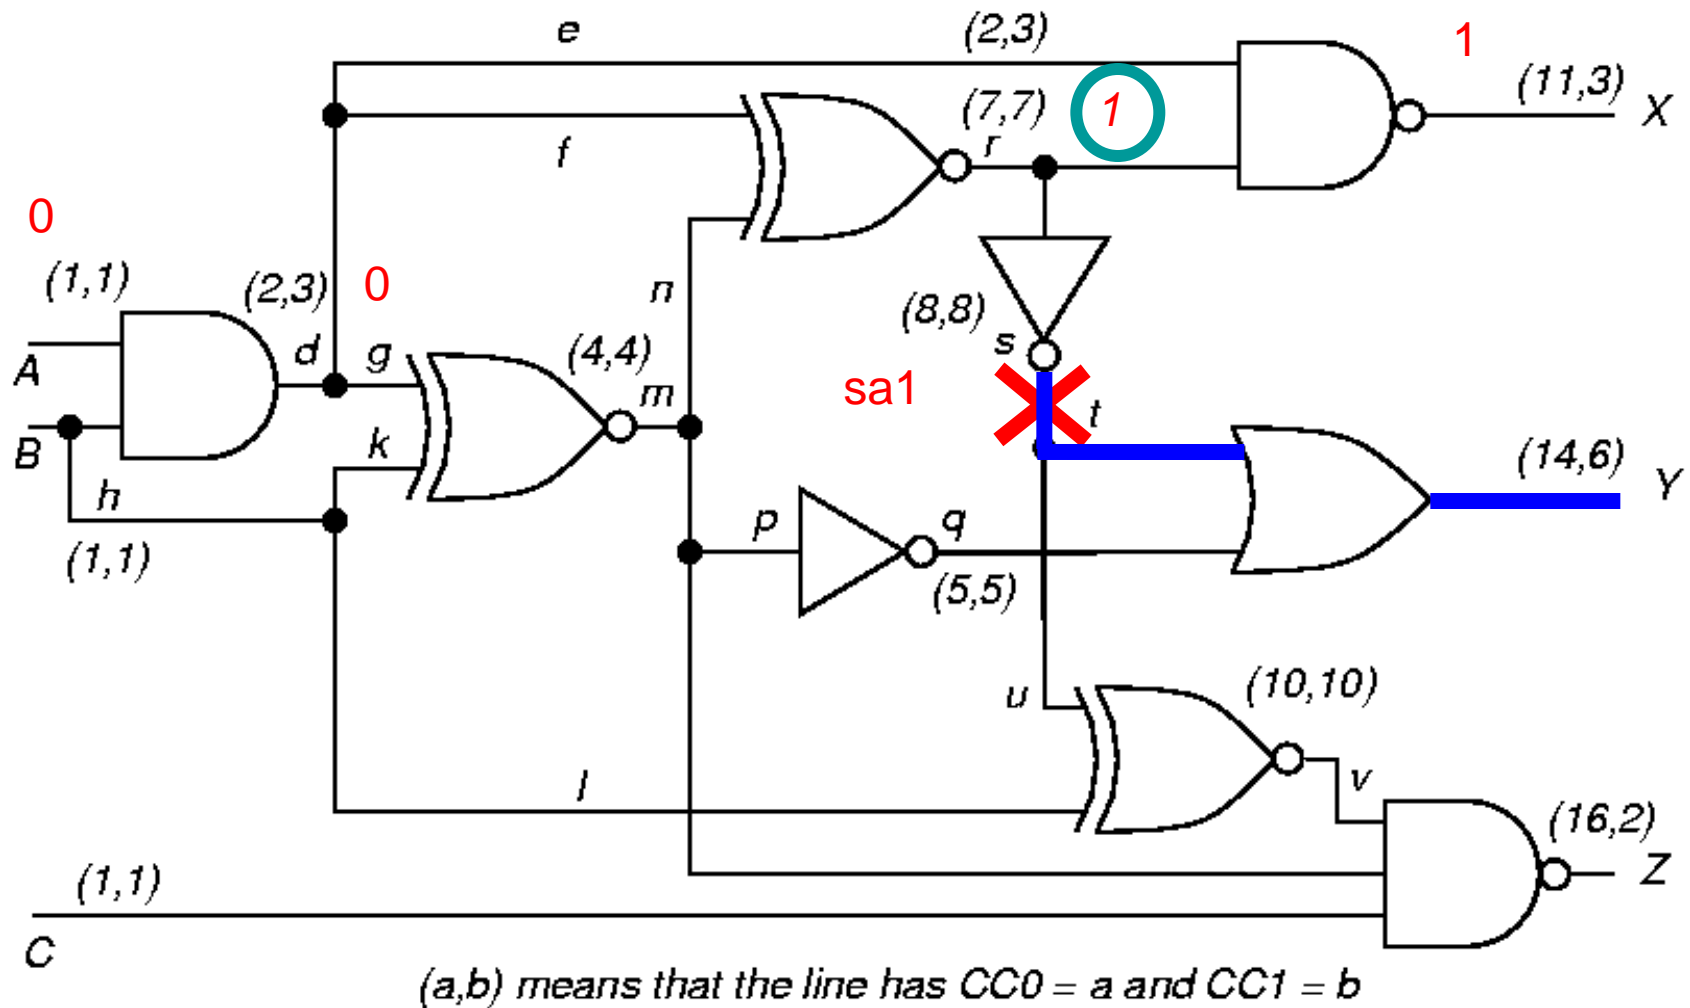 e
(2,3)
1
(11,3)
X
(7,7)
1
f
r
0
(1,1)
(2,3)
0
n
(8,8)
A
d
g
(4,4)
s
m
sa1
t
B
k
(14,6)
Y
h
p
q
(1,1)
(5,5)
u
(10,10)
l
v
(16,2)
Z
(1,1)
C
(a,b) means that the line has CC0 = a and CC1 = b